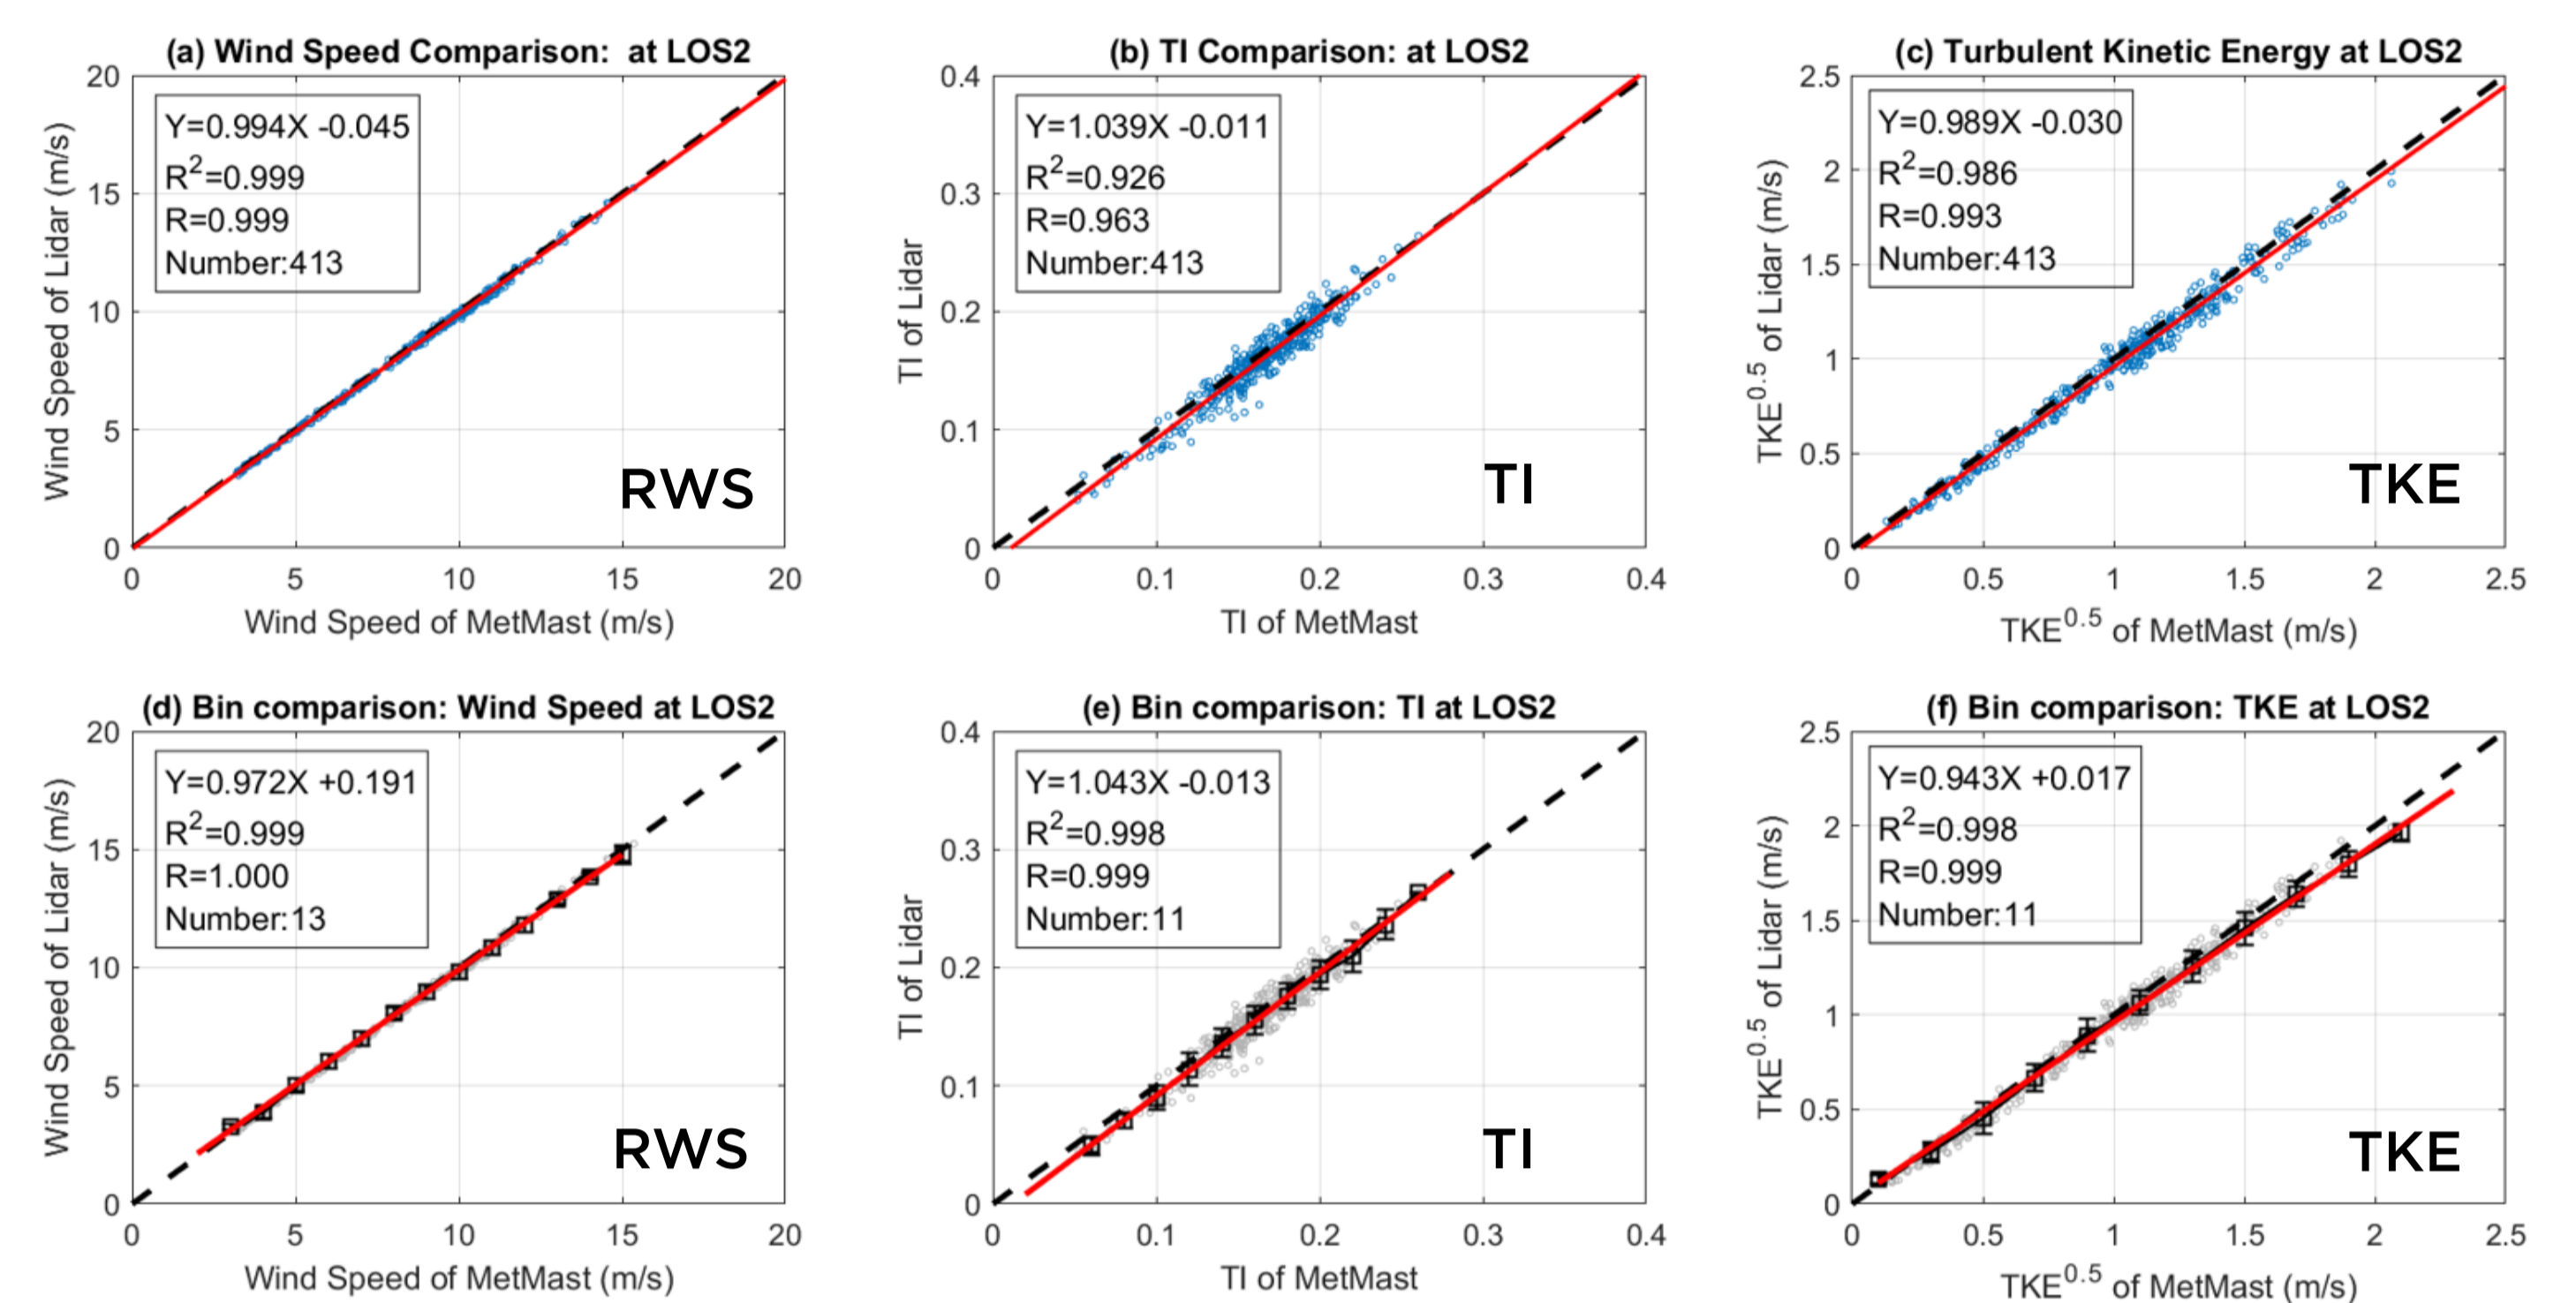 (a) Wind Speed Comparison: at LOS2
20
15
10
5
0
0 5 10 15 20
Wind Speed of Lidar (m/s)
Wind Speed of MetMast (m/s)
Y=0.994X -0.045
R²=0.999
R=0.999
Number:413
RWS
(b) TI Comparison: at LOS2
0.4
0.3
0.2
0.1
0
0 0.1 0.2 0.3 0.4
TI of Lidar
TI of MetMast
Y=1.039X -0.011
R²=0.926
R=0.963
Number:413
TI
(c) Turbulent Kinetic Energy at LOS2
2.5
2
1.5
1
0.5
0
0 0.5 1 1.5 2 2.5
TKE^0.5 of Lidar (m/s)
TKE^0.5 of MetMast (m/s)
Y=0.989X -0.030
R²=0.986
R=0.993
Number:413
TKE
(d) Bin comparison: Wind Speed at LOS2
20
15
10
5
0
0 5 10 15 20
Wind Speed of Lidar (m/s)
Wind Speed of MetMast (m/s)
Y=0.972X +0.191
R²=0.999
R=1.000
Number:13
RWS
(e) Bin comparison: TI at LOS2
0.4
0.3
0.2
0.1
0
0 0.1 0.2 0.3 0.4
TI of Lidar
TI of MetMast
Y=1.043X -0.013
R²=0.998
R=0.999
Number:11
TI
(f) Bin comparison: TKE at LOS2
2.5
2
1.5
1
0.5
0
0 0.5 1 1.5 2 2.5
TKE^0.5 of Lidar (m/s)
TKE^0.5 of MetMast (m/s)
Y=0.943X +0.017
R²=0.998
R=0.999
Number:11
TKE